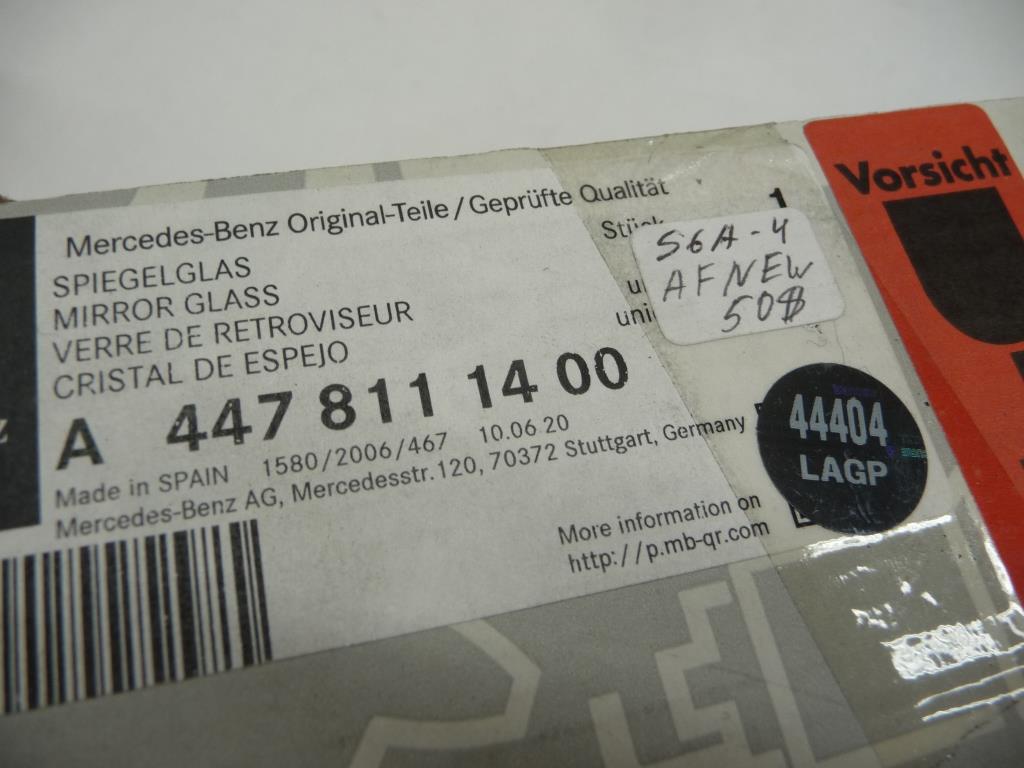 Mercedes-Benz Original-Teile / Geprüfte Qualität
SPIEGELGLAS
MIRROR GLASS
VERRE DE RETROVISEUR
CRISTAL DE ESPEJO
A 447 811 14 00
Made in SPAIN 1580/2006/467 10.06.20
Mercedes-Benz AG, Mercedesstr.120, 70372 Stuttgart, Germany
More information on
http://p.mb-qr.com
1
56A-4
AFNEW
50$
44404
LAGP
Vorsicht